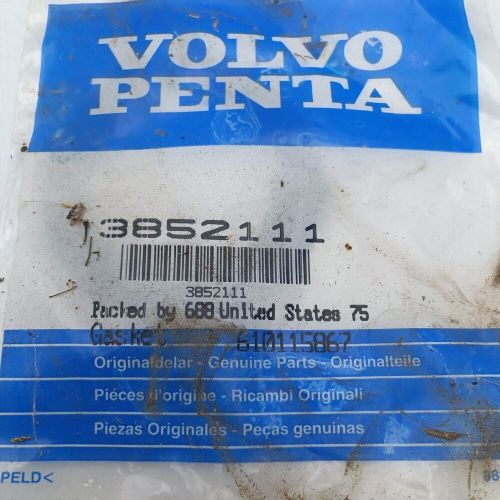 VOLVO
PENTA
3852111
3852111
Packed by 688 United States 75
Gasket 610115867
Originaldelar - Genuine Parts - Originalteile
Piéces d'origine - Ricambi Originali
Piezas Originales - Peças genuinas
PELD<